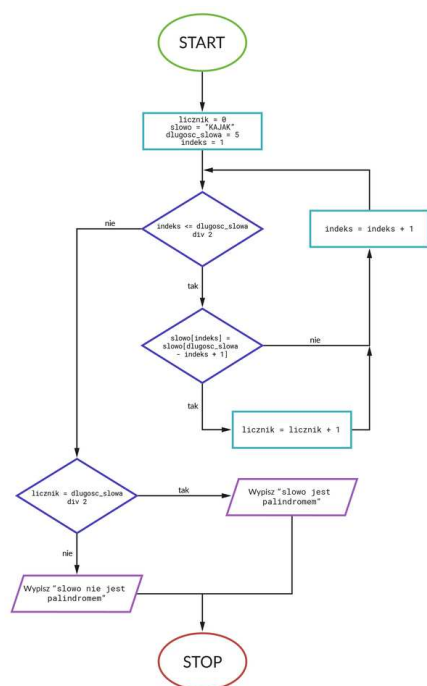 START
licznik = 0
slowo = "KAJAK"
dlugosc_slowa = 5
indeks = 1
nie
indeks <= dlugosc_slowa
div 2
indeks = indeks + 1
tak
slowo[indeks] =
slowo[dlugosc_slowa
- indeks + 1]
nie
tak
licznik = licznik + 1
licznik = dlugosc_slowa
div 2
tak
Wypisz "slowo jest
palindromem"
nie
Wypisz "slowo nie jest
palindromem"
STOP